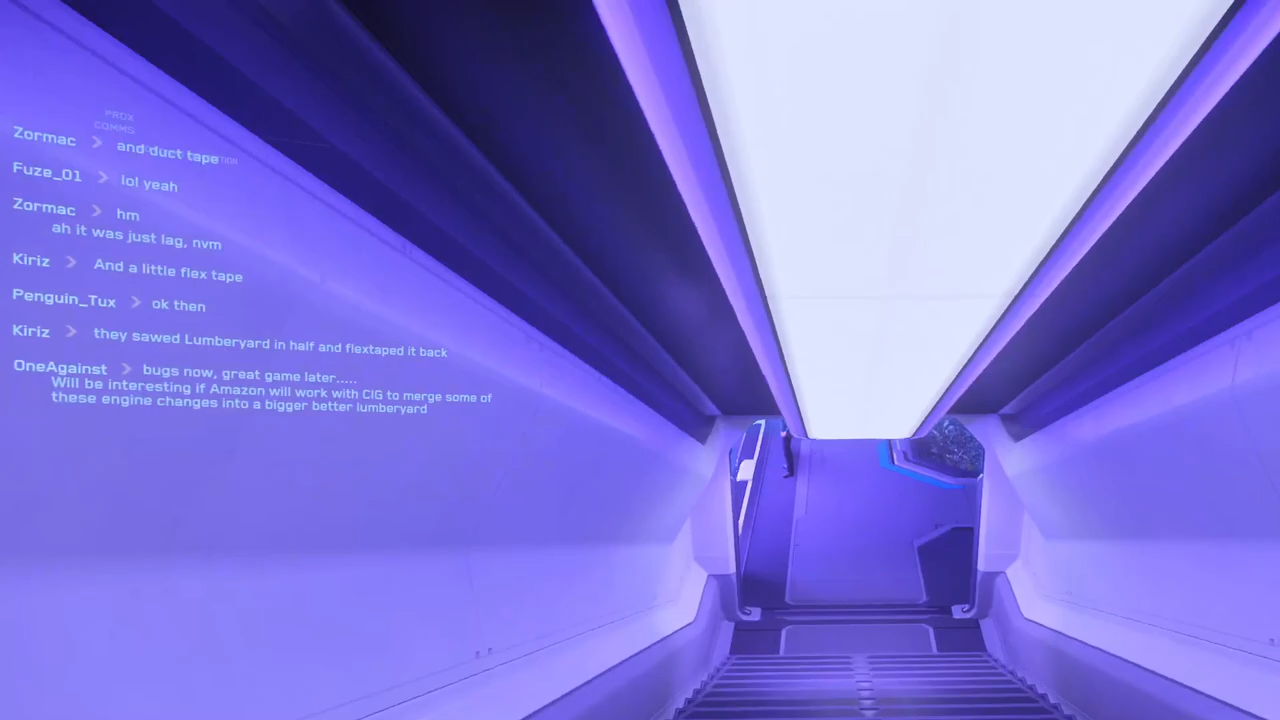 PROX
COMMS
Zormac > and duct tape
Fuze_01 > lol yeah
Zormac > hm
ah it was just lag, nvm
Kiriz > And a little flex tape
Penguin_Tux > ok then
Kiriz > they sawed Lumberyard in half and flextaped it back
OneAgainst > bugs now, great game later.....
Will be interesting if Amazon will work with CIG to merge some of
these engine changes into a bigger better lumberyard